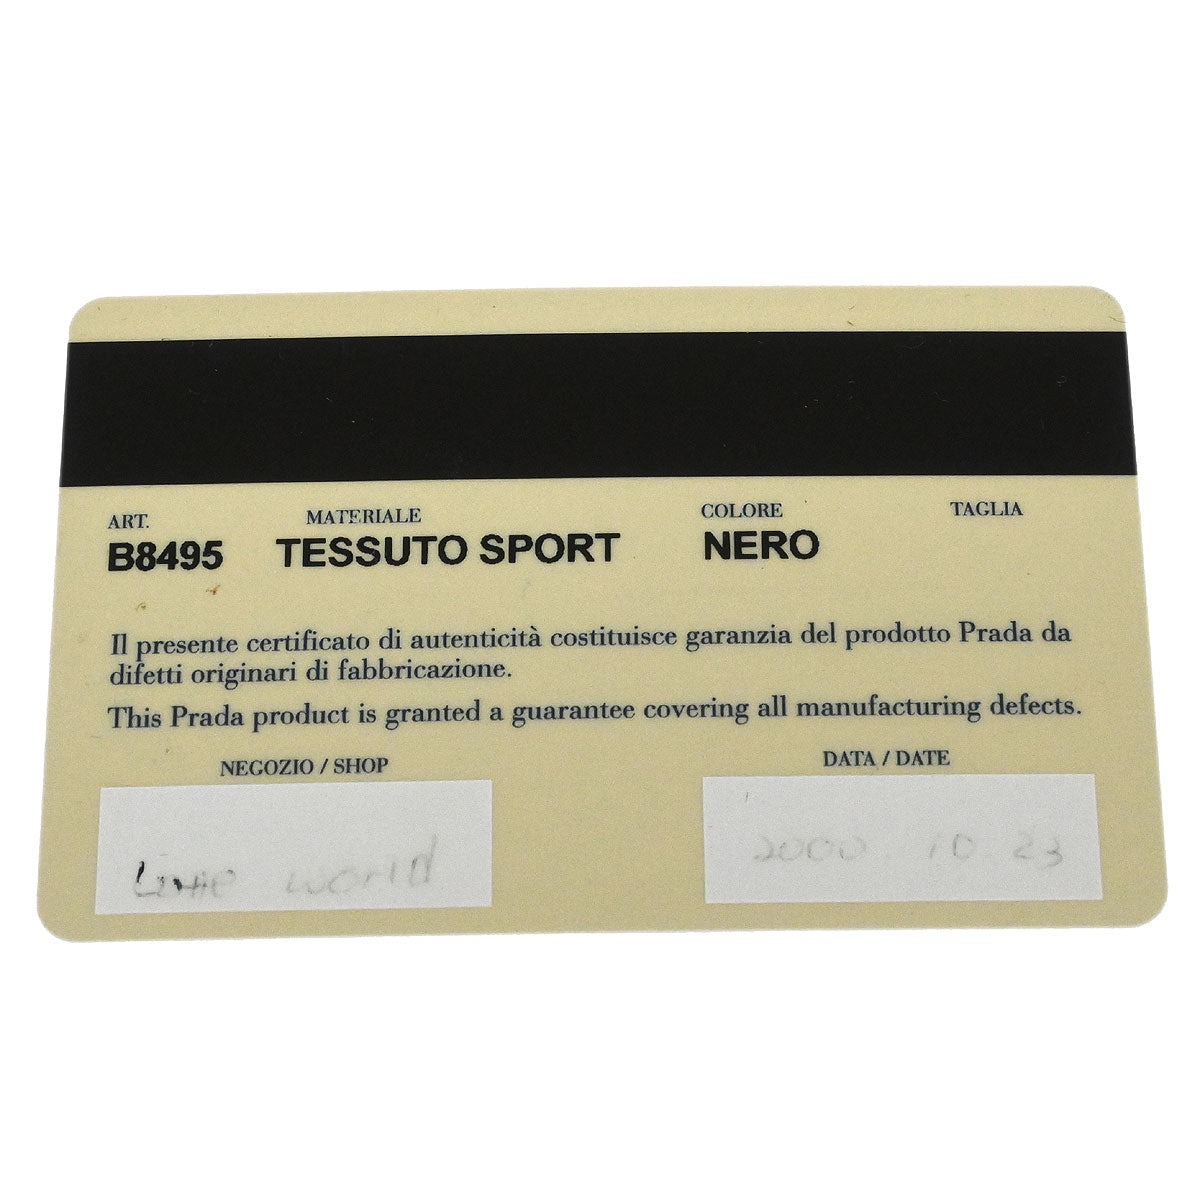 ART. MATERIALE COLORE TAGLIA
B8495 TESSUTO SPORT NERO
Il presente certificato di autenticità costituisce garanzia del prodotto Prada da
difetti originari di fabbricazione.
This Prada product is granted a guarantee covering all manufacturing defects.
NEGOZIO / SHOP DATA / DATE
world 2000. 10. 23